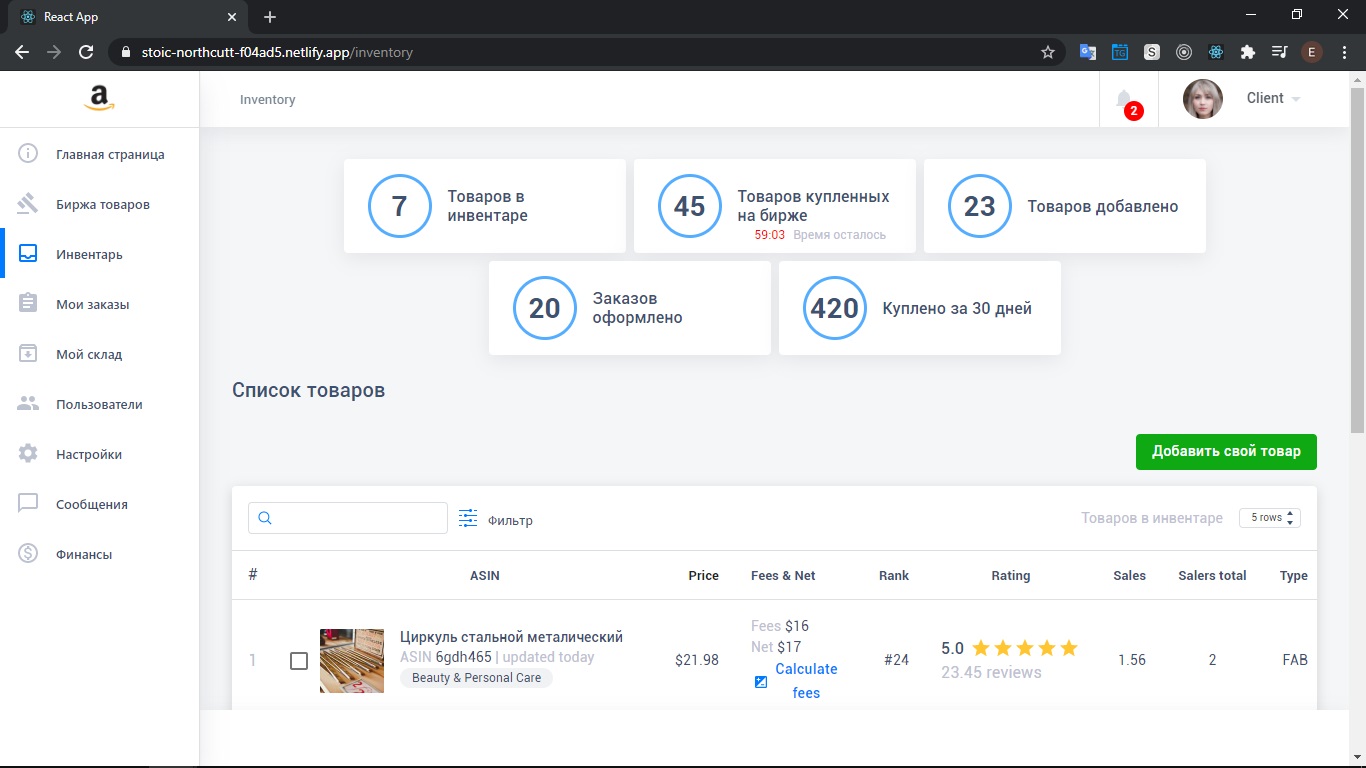 React App
stoic-northcutt-f04ad5.netlify.app/inventory
TG
S
E
a
Inventory
2
Client
Главная страница
Биржа товаров
Инвентарь
Мои заказы
Мой склад
Пользователи
Настройки
Сообщения
Финансы
7
Товаров в
инвентаре
45
Товаров купленных
на бирже
59:03 Время осталось
23
Товаров добавлено
20
Заказов
оформлено
420
Куплено за 30 дней
Список товаров
Добавить свой товар
Фильтр
Товаров в инвентаре
5 rows
# ASIN Price Fees & Net Rank Rating Sales Salers total Type
1
Циркуль стальной металический
ASIN 6gdh465 | updated today
Beauty & Personal Care
$21.98
Fees $16
Net $17
Calculate
fees
#24
5.0
23.45 reviews
1.56
2
FAB